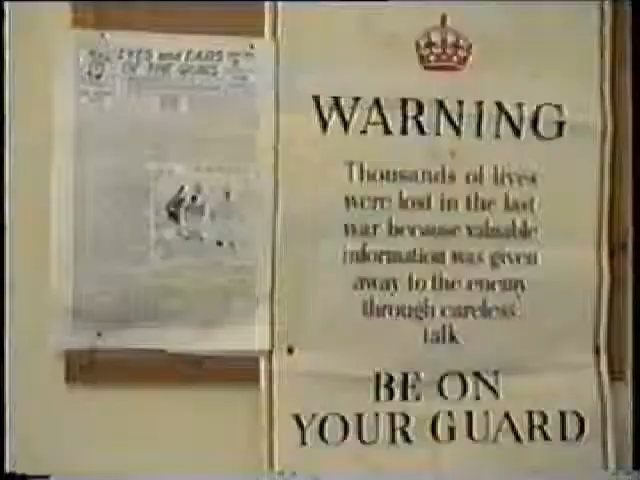 EYES and EARS
OF THE GUNS
WARNING
Thousands of lives
were lost in the last
war because valuable
information was given
away to the enemy
through careless
talk
BE ON
YOUR GUARD